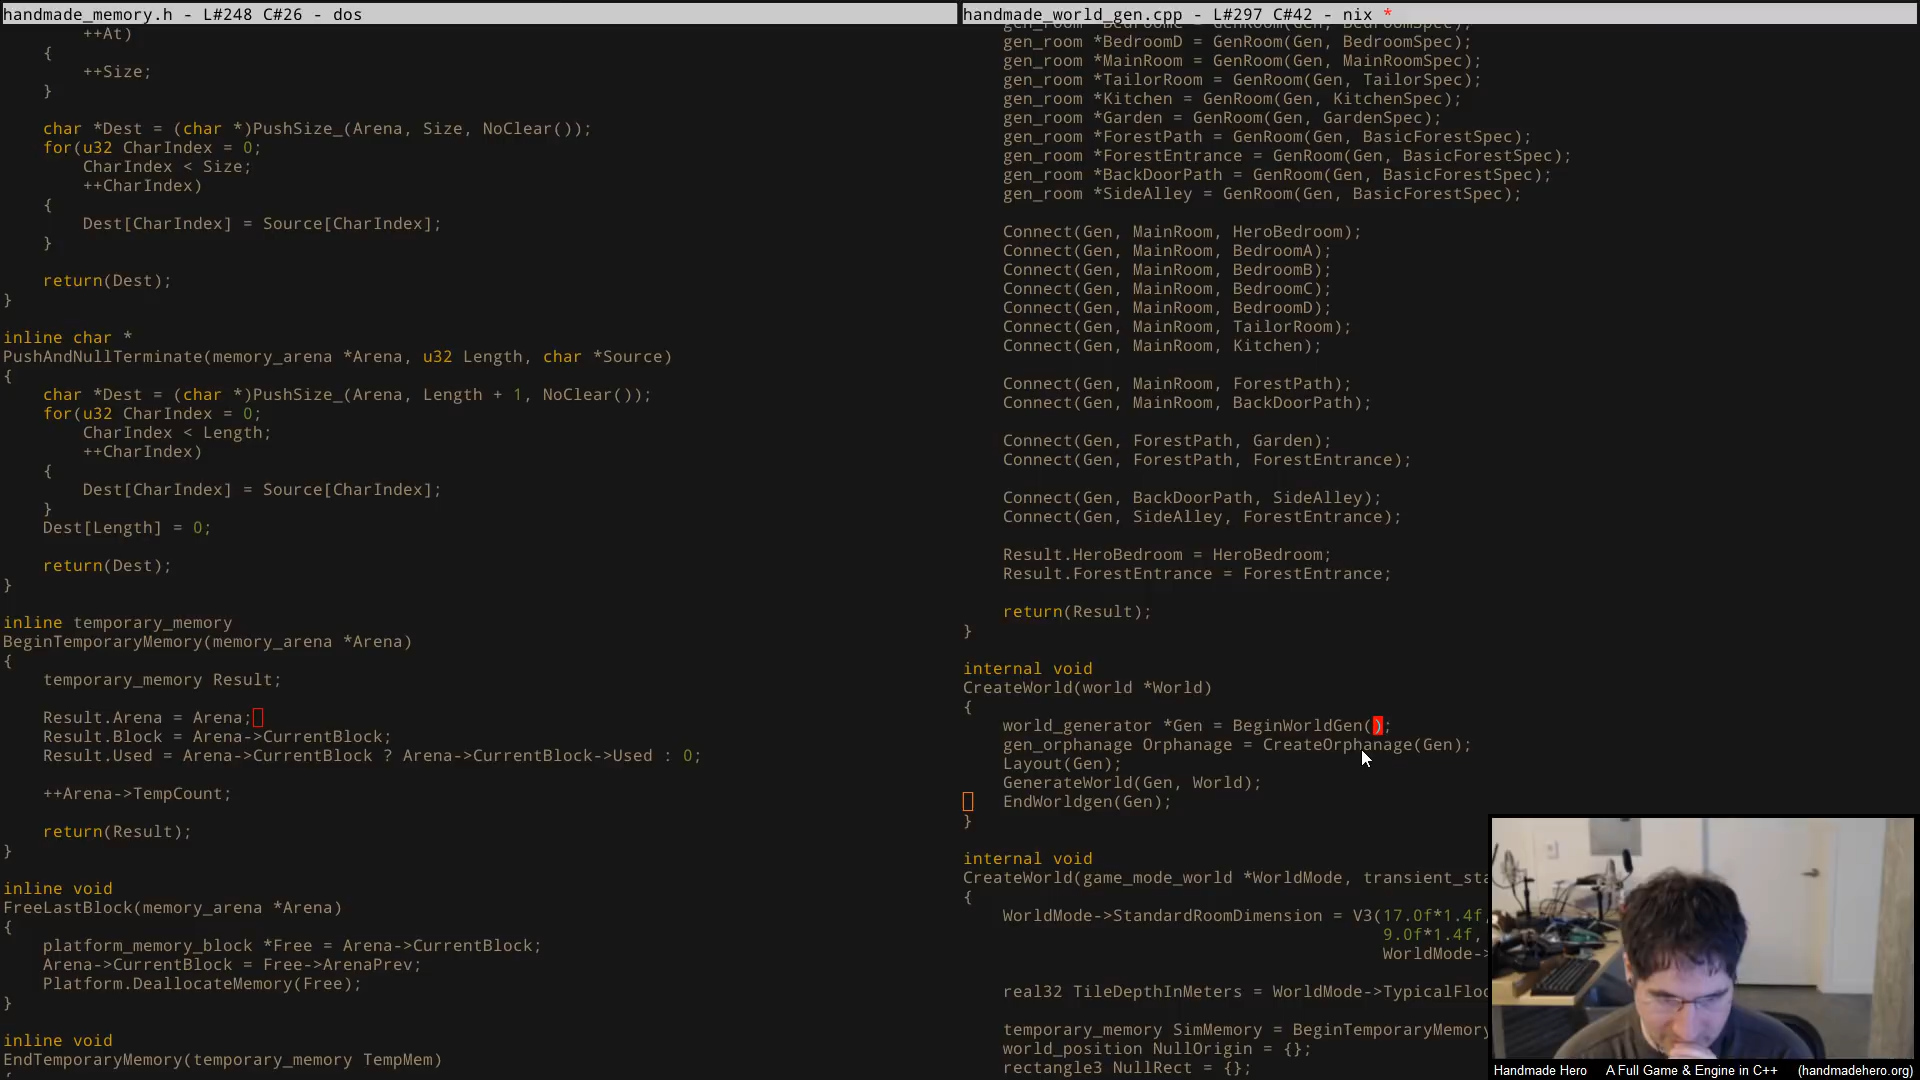 handmade_memory.h - L#248 C#26 - dos
++At)
{
++Size;
}
char *Dest = (char *)PushSize_(Arena, Size, NoClear());
for(u32 CharIndex = 0;
CharIndex < Size;
++CharIndex)
{
Dest[CharIndex] = Source[CharIndex];
}
return(Dest);
}
inline char *
PushAndNullTerminate(memory_arena *Arena, u32 Length, char *Source)
{
char *Dest = (char *)PushSize_(Arena, Length + 1, NoClear());
for(u32 CharIndex = 0;
CharIndex < Length;
++CharIndex)
{
Dest[CharIndex] = Source[CharIndex];
}
Dest[Length] = 0;
return(Dest);
}
inline temporary_memory
BeginTemporaryMemory(memory_arena *Arena)
{
temporary_memory Result;
Result.Arena = Arena;
Result.Block = Arena->CurrentBlock;
Result.Used = Arena->CurrentBlock ? Arena->CurrentBlock->Used : 0;
++Arena->TempCount;
return(Result);
}
inline void
FreeLastBlock(memory_arena *Arena)
{
platform_memory_block *Free = Arena->CurrentBlock;
Arena->CurrentBlock = Free->ArenaPrev;
Platform.DeallocateMemory(Free);
}
inline void
EndTemporaryMemory(temporary_memory TempMem)
handmade_world_gen.cpp - L#297 C#42 - nix *
gen_room *BedroomC = GenRoom(Gen, BedroomSpec);
gen_room *BedroomD = GenRoom(Gen, BedroomSpec);
gen_room *MainRoom = GenRoom(Gen, MainRoomSpec);
gen_room *TailorRoom = GenRoom(Gen, TailorSpec);
gen_room *Kitchen = GenRoom(Gen, KitchenSpec);
gen_room *Garden = GenRoom(Gen, GardenSpec);
gen_room *ForestPath = GenRoom(Gen, BasicForestSpec);
gen_room *ForestEntrance = GenRoom(Gen, BasicForestSpec);
gen_room *BackDoorPath = GenRoom(Gen, BasicForestSpec);
gen_room *SideAlley = GenRoom(Gen, BasicForestSpec);
Connect(Gen, MainRoom, HeroBedroom);
Connect(Gen, MainRoom, BedroomA);
Connect(Gen, MainRoom, BedroomB);
Connect(Gen, MainRoom, BedroomC);
Connect(Gen, MainRoom, BedroomD);
Connect(Gen, MainRoom, TailorRoom);
Connect(Gen, MainRoom, Kitchen);
Connect(Gen, MainRoom, ForestPath);
Connect(Gen, MainRoom, BackDoorPath);
Connect(Gen, ForestPath, Garden);
Connect(Gen, ForestPath, ForestEntrance);
Connect(Gen, BackDoorPath, SideAlley);
Connect(Gen, SideAlley, ForestEntrance);
Result.HeroBedroom = HeroBedroom;
Result.ForestEntrance = ForestEntrance;
return(Result);
}
internal void
CreateWorld(world *World)
{
world_generator *Gen = BeginWorldGen();
gen_orphanage Orphanage = CreateOrphanage(Gen);
Layout(Gen);
GenerateWorld(Gen, World);
EndWorldgen(Gen);
}
internal void
CreateWorld(game_mode_world *WorldMode, transient_sta
{
WorldMode->StandardRoomDimension = V3(17.0f*1.4f,
9.0f*1.4f,
WorldMode->
real32 TileDepthInMeters = WorldMode->TypicalFloo
temporary_memory SimMemory = BeginTemporaryMemory
world_position NullOrigin = {};
rectangle3 NullRect = {};
Handmade Hero A Full Game & Engine in C++ (handmadehero.org)